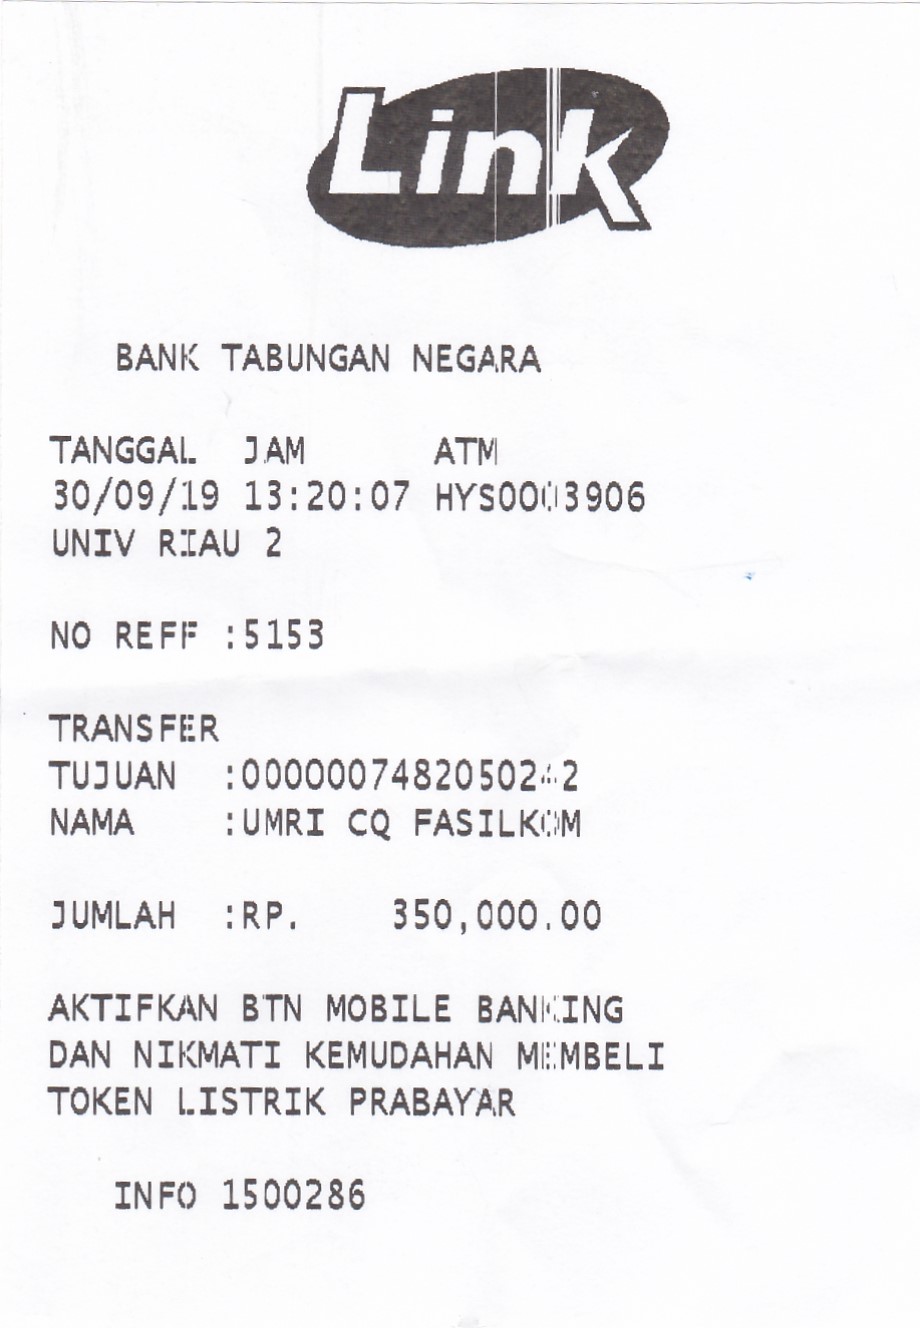 Link
BANK TABUNGAN NEGARA
TANGGAL JAM ATM
30/09/19 13:20:07 HYS00003906
UNIV RIAU 2
NO REFF :5153
TRANSFER
TUJUAN :
NAMA :UMRI CQ FASILKOM
JUMLAH :RP. 350,000.00
AKTIFKAN BTN MOBILE BANKING
DAN NIKMATI KEMUDAHAN MEMBELI
TOKEN LISTRIK PRABAYAR
INFO 1500286